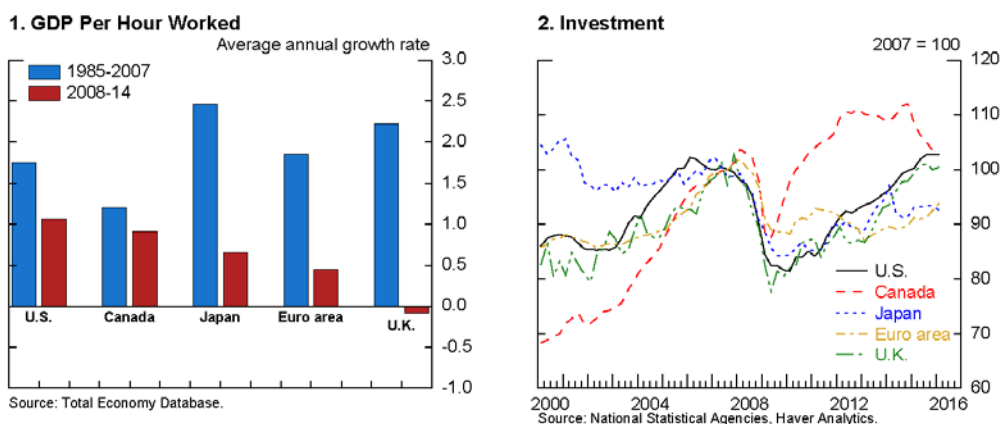 1. GDP Per Hour Worked
Average annual growth rate
1985-2007
2008-14
3.0
2.5
2.0
1.5
1.0
0.5
0.0
-0.5
-1.0
U.S.
Canada
Japan
Euro area
U.K.
Source: Total Economy Database.
2. Investment
2007 = 100
120
110
100
90
80
70
60
U.S.
Canada
Japan
Euro area
U.K.
2000 2004 2008 2012 2016
Source: National Statistical Agencies, Haver Analytics.